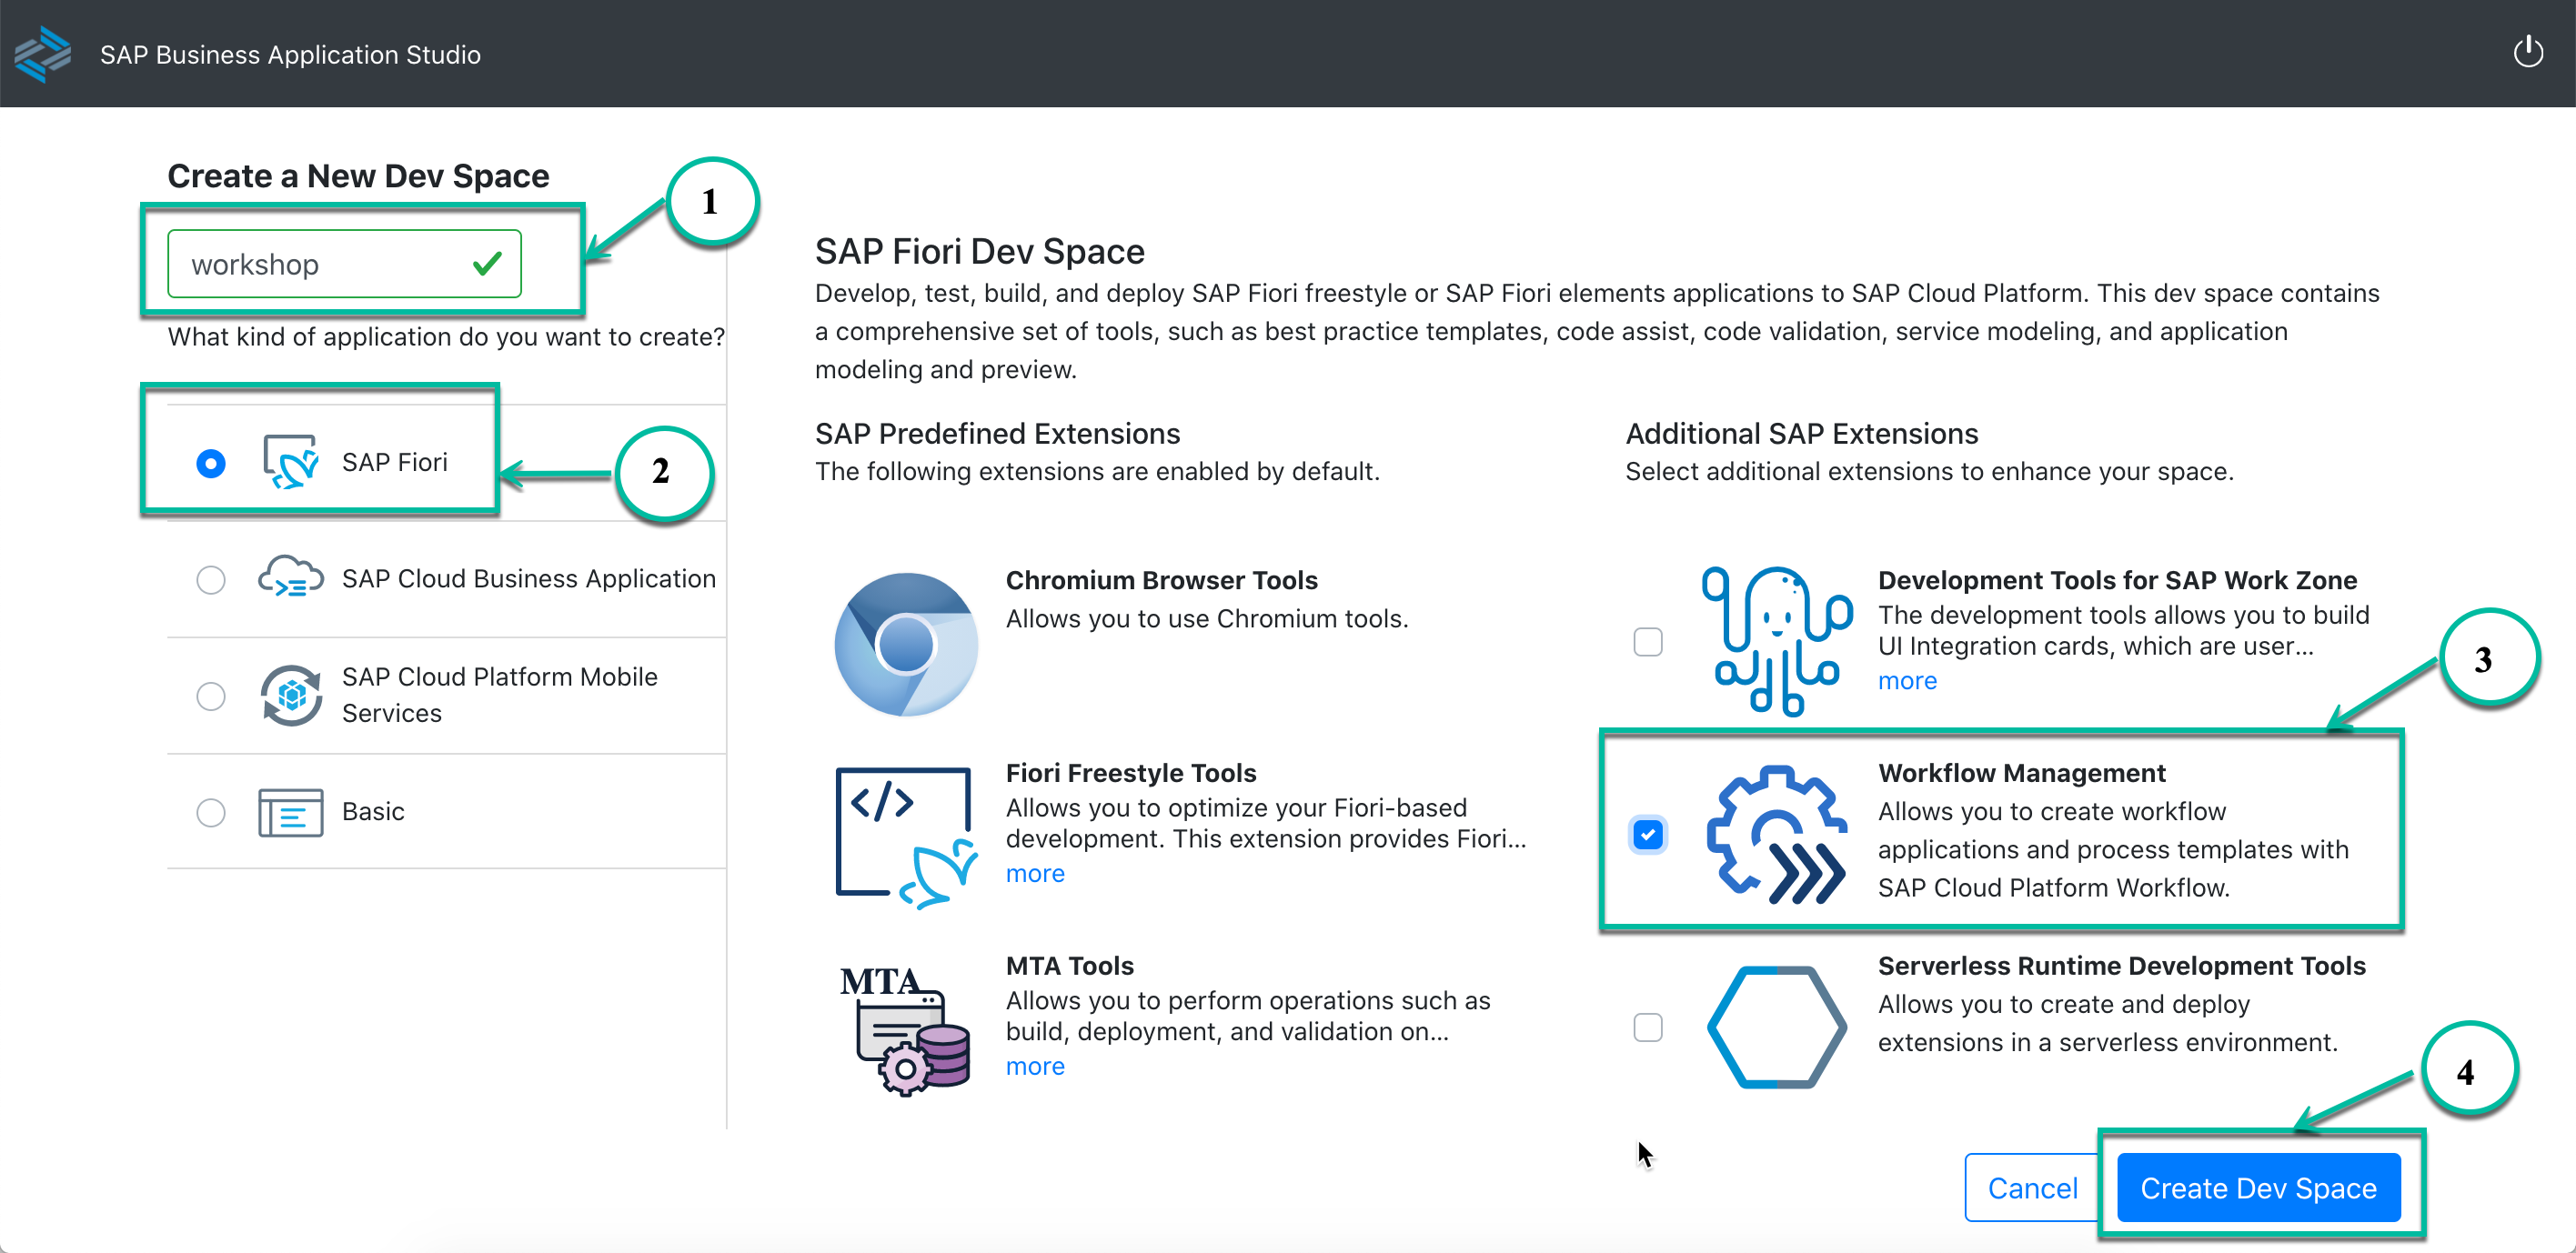 SAP Business Application Studio
Create a New Dev Space
1
workshop
What kind of application do you want to create?
SAP Fiori
2
SAP Cloud Business Application
SAP Cloud Platform Mobile
Services
Basic
SAP Fiori Dev Space
Develop, test, build, and deploy SAP Fiori freestyle or SAP Fiori elements applications to SAP Cloud Platform. This dev space contains
a comprehensive set of tools, such as best practice templates, code assist, code validation, service modeling, and application
modeling and preview.
SAP Predefined Extensions
The following extensions are enabled by default.
Chromium Browser Tools
Allows you to use Chromium tools.
Fiori Freestyle Tools
Allows you to optimize your Fiori-based
development. This extension provides Fiori...
more
MTA
MTA Tools
Allows you to perform operations such as
build, deployment, and validation on...
more
Additional SAP Extensions
Select additional extensions to enhance your space.
Development Tools for SAP Work Zone
The development tools allows you to build
UI Integration cards, which are user...
more
3
Workflow Management
Allows you to create workflow
applications and process templates with
SAP Cloud Platform Workflow.
Serverless Runtime Development Tools
Allows you to create and deploy
extensions in a serverless environment.
4
Cancel
Create Dev Space